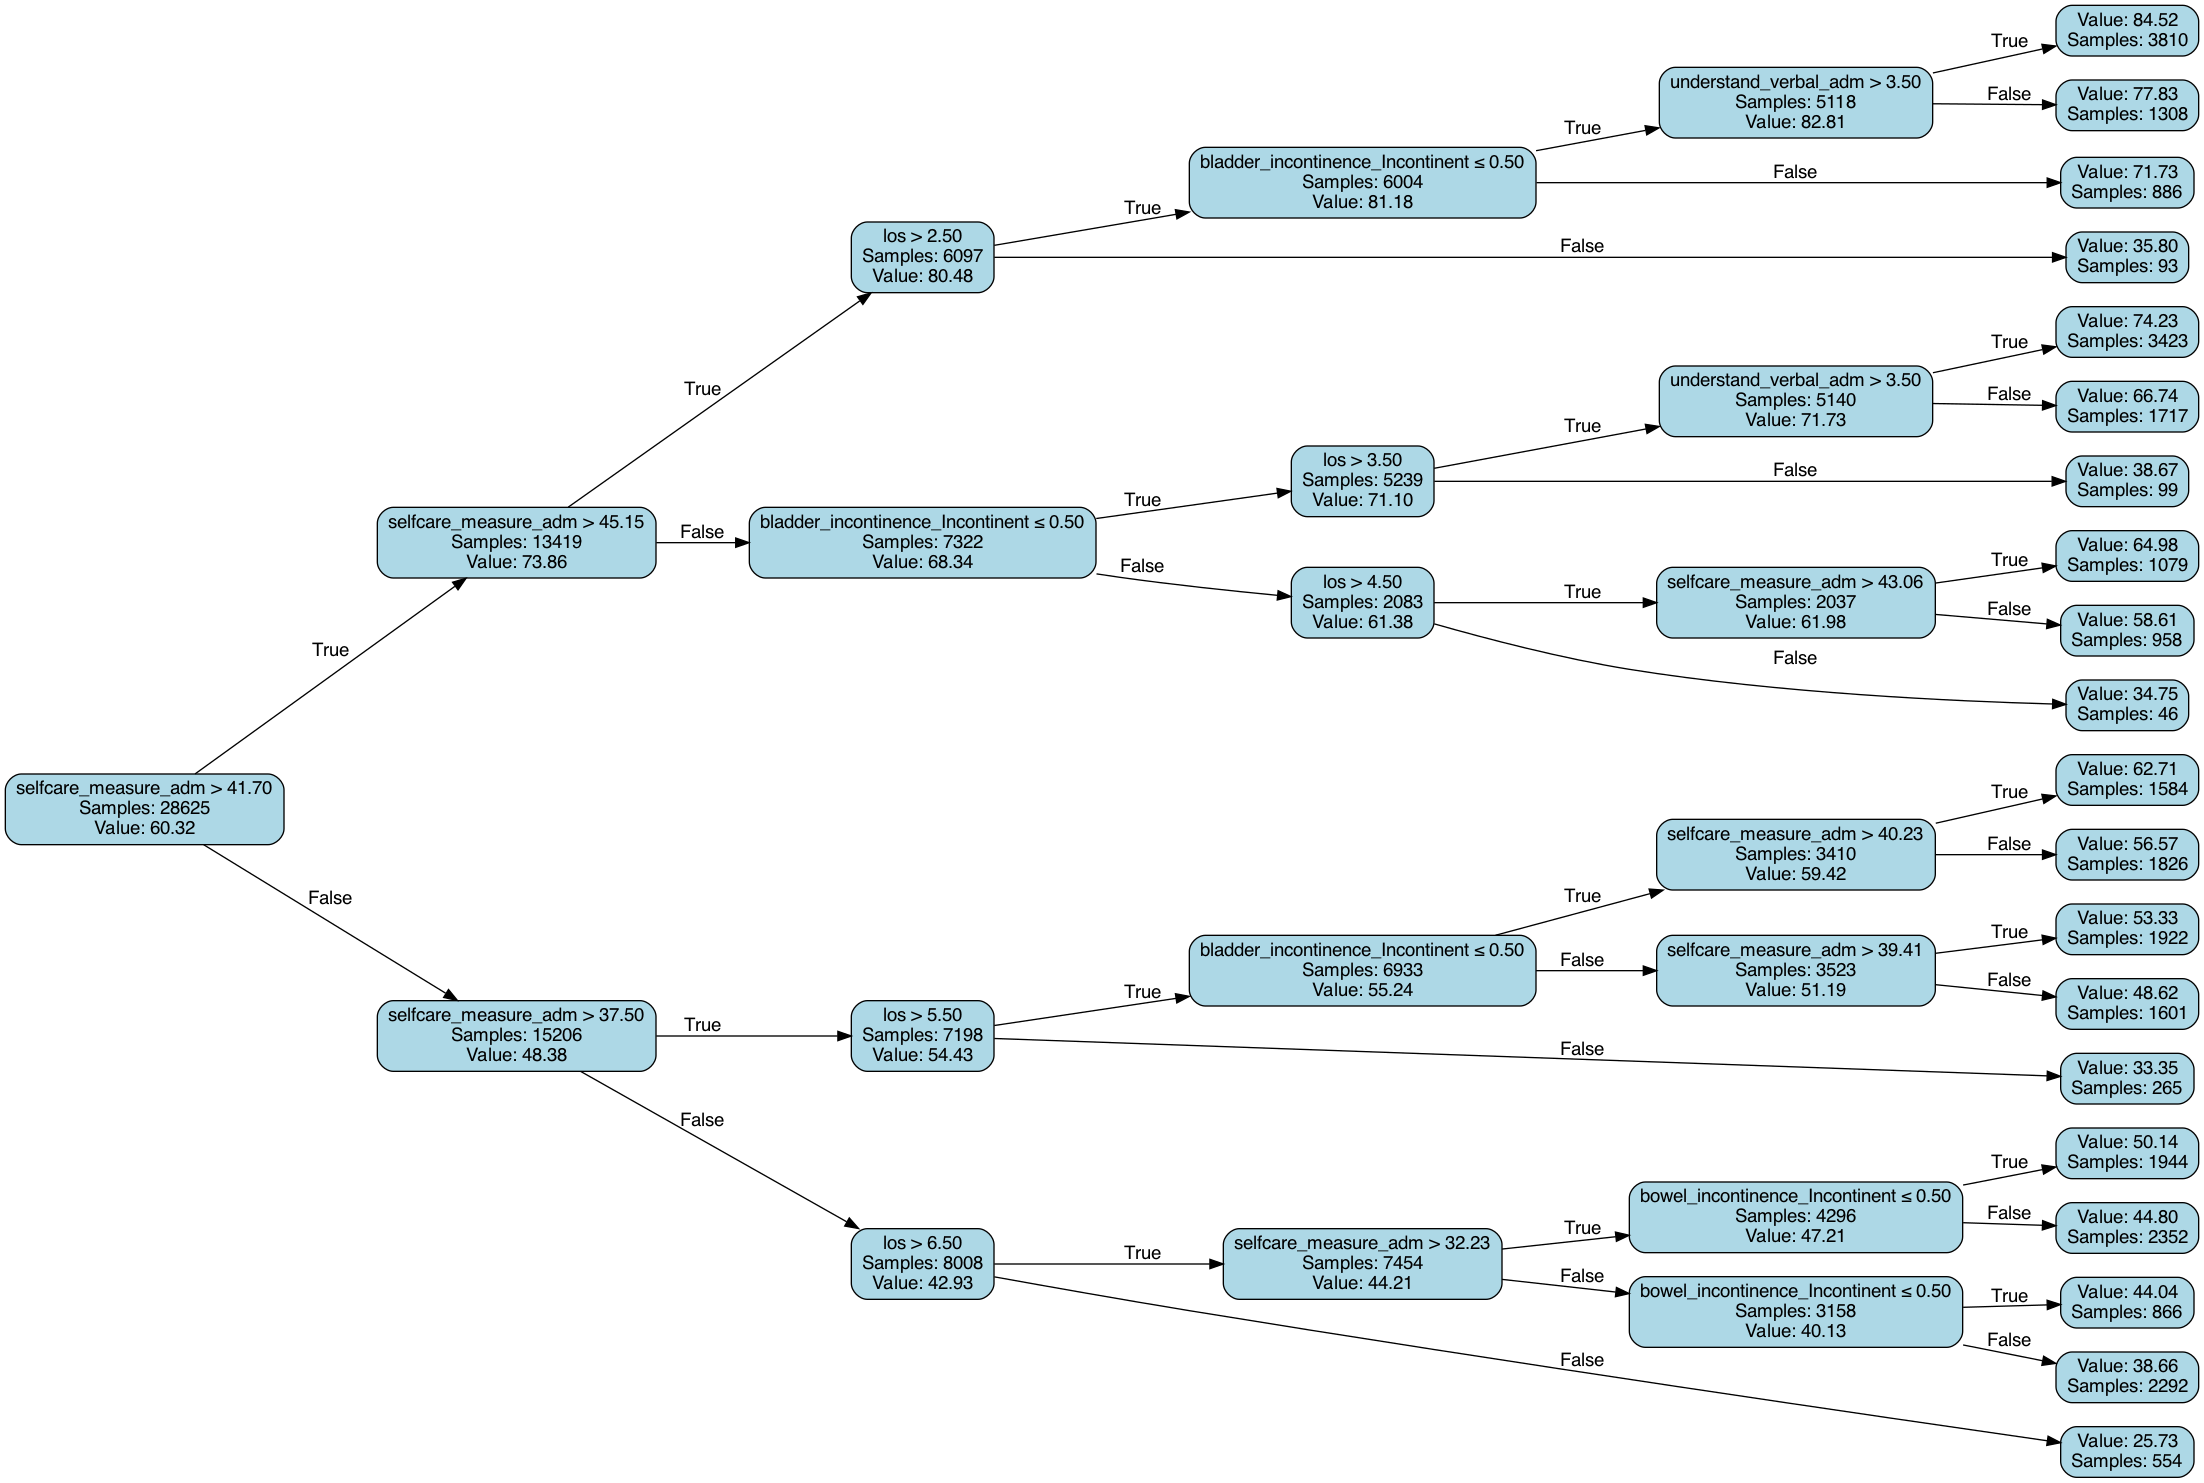 Value: 84.52
Samples: 3810
True
understand_verbal_adm > 3.50
Samples: 5118
Value: 82.81
False
Value: 77.83
Samples: 1308
True
bladder_incontinence_Incontinent ≤ 0.50
Samples: 6004
Value: 81.18
False
Value: 71.73
Samples: 886
True
los > 2.50
Samples: 6097
Value: 80.48
False
Value: 35.80
Samples: 93
True
Value: 74.23
Samples: 3423
True
understand_verbal_adm > 3.50
Samples: 5140
Value: 71.73
False
Value: 66.74
Samples: 1717
True
los > 3.50
Samples: 5239
Value: 71.10
False
Value: 38.67
Samples: 99
True
selfcare_measure_adm > 45.15
Samples: 13419
Value: 73.86
False
bladder_incontinence_Incontinent ≤ 0.50
Samples: 7322
Value: 68.34
False
los > 4.50
Samples: 2083
Value: 61.38
True
selfcare_measure_adm > 43.06
Samples: 2037
Value: 61.98
True
Value: 64.98
Samples: 1079
False
Value: 58.61
Samples: 958
False
Value: 34.75
Samples: 46
True
selfcare_measure_adm > 41.70
Samples: 28625
Value: 60.32
False
True
Value: 62.71
Samples: 1584
selfcare_measure_adm > 40.23
Samples: 3410
Value: 59.42
False
Value: 56.57
Samples: 1826
True
bladder_incontinence_Incontinent ≤ 0.50
Samples: 6933
Value: 55.24
False
selfcare_measure_adm > 39.41
Samples: 3523
Value: 51.19
True
Value: 53.33
Samples: 1922
False
Value: 48.62
Samples: 1601
True
selfcare_measure_adm > 37.50
Samples: 15206
Value: 48.38
True
los > 5.50
Samples: 7198
Value: 54.43
False
Value: 33.35
Samples: 265
False
los > 6.50
Samples: 8008
Value: 42.93
True
selfcare_measure_adm > 32.23
Samples: 7454
Value: 44.21
True
bowel_incontinence_Incontinent ≤ 0.50
Samples: 4296
Value: 47.21
True
Value: 50.14
Samples: 1944
False
Value: 44.80
Samples: 2352
False
bowel_incontinence_Incontinent ≤ 0.50
Samples: 3158
Value: 40.13
True
Value: 44.04
Samples: 866
False
Value: 38.66
Samples: 2292
False
Value: 25.73
Samples: 554